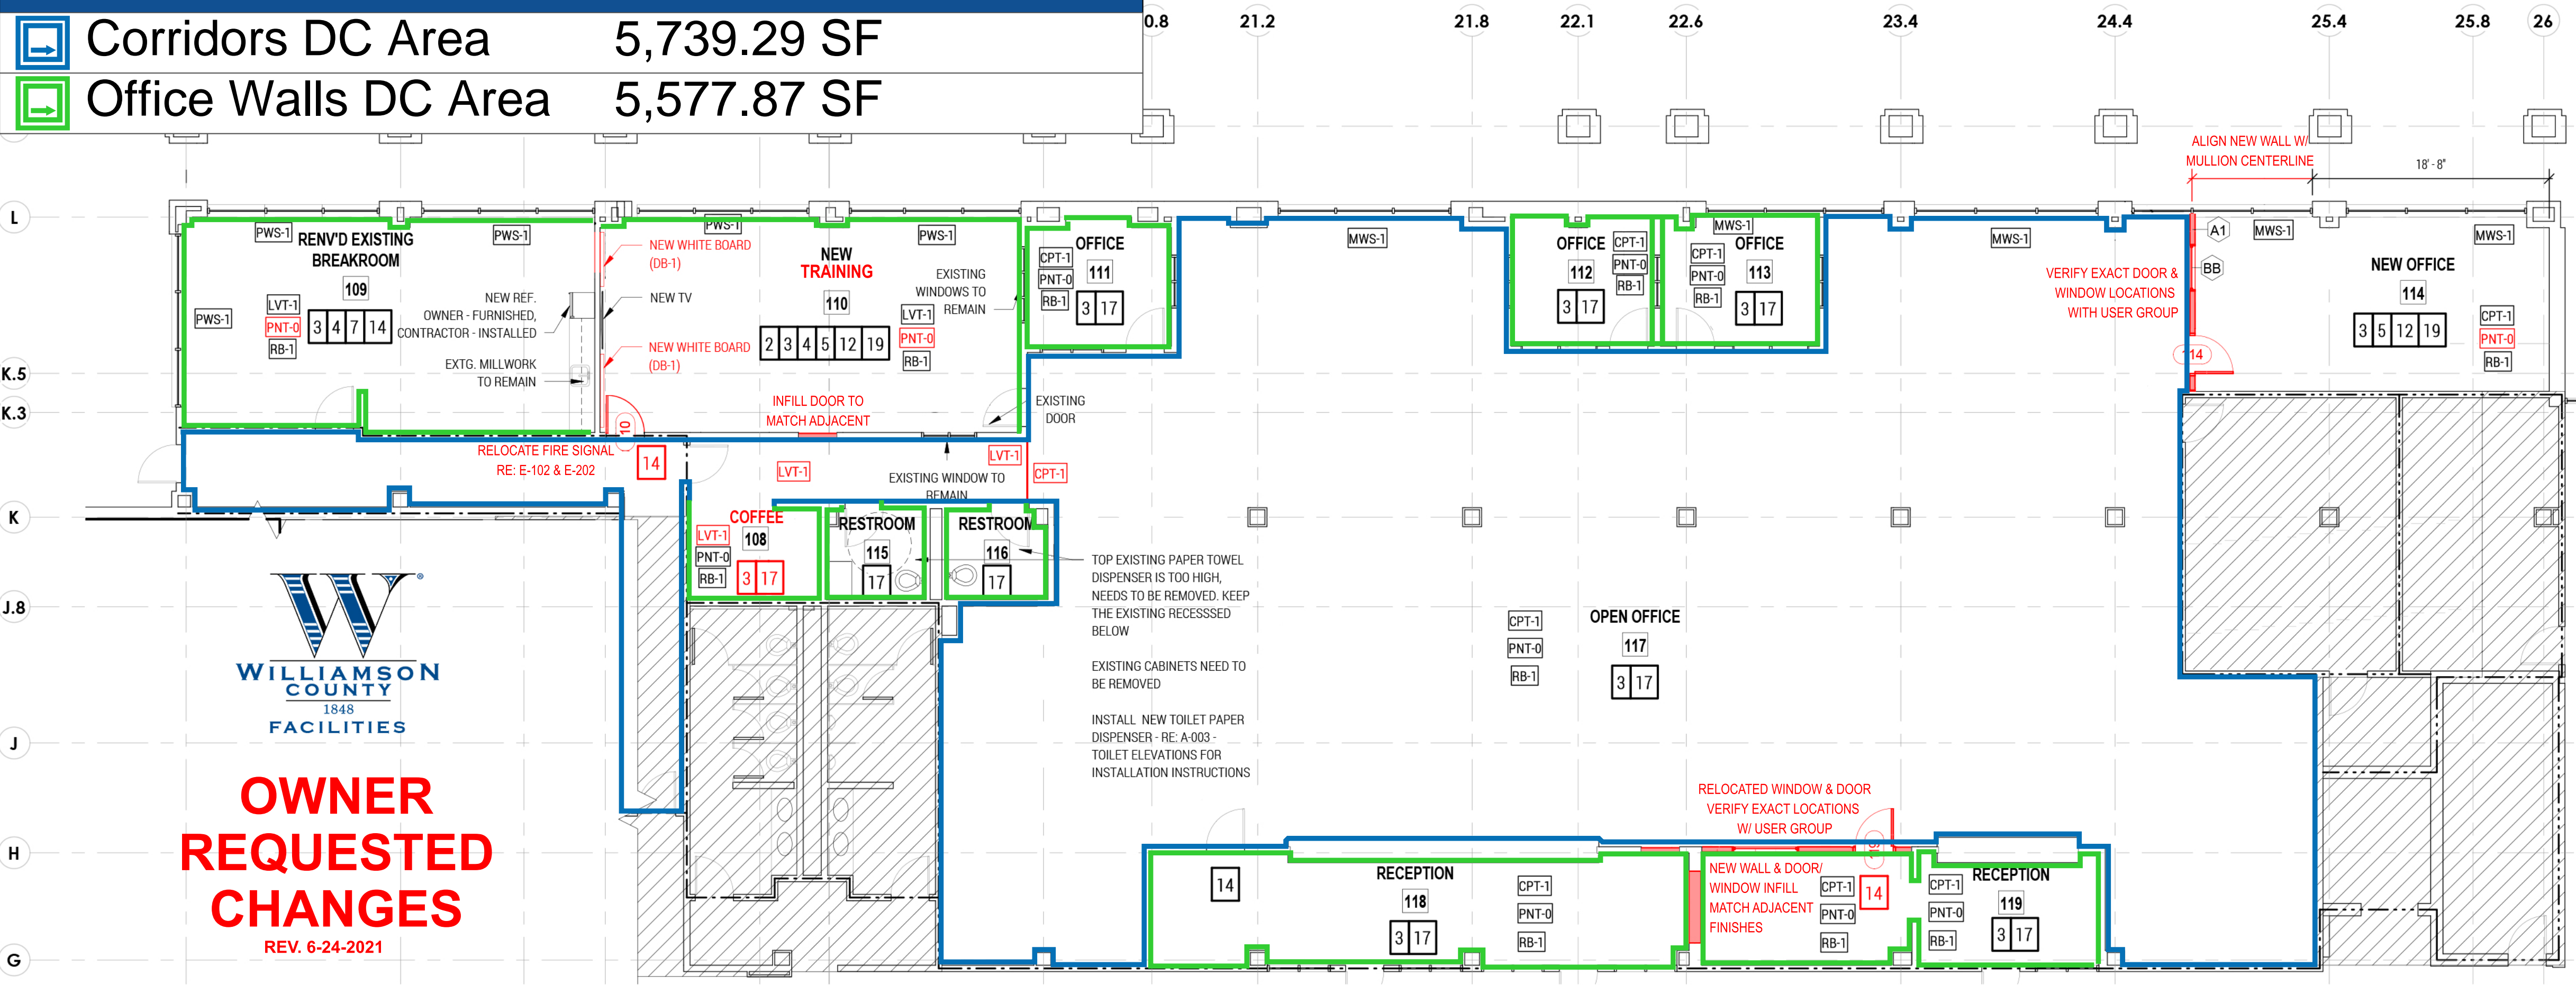 Corridors DC Area 5,739.29 SF
Office Walls DC Area 5,577.87 SF
0.8 21.2 21.8 22.1 22.6 23.4 24.4 25.4 25.8 26
ALIGN NEW WALL W/
MULLION CENTERLINE
18' - 8"
L
K.5
K.3
K
J.8
J
H
G
PWS-1
RENV'D EXISTING
BREAKROOM
109
PWS-1
PWS-1
LVT-1
PNT-0
RB-1
3 4 7 14
NEW REF.
OWNER - FURNISHED,
CONTRACTOR - INSTALLED
EXTG. MILLWORK
TO REMAIN
NEW WHITE BOARD
(DB-1)
NEW TV
NEW WHITE BOARD
(DB-1)
PWS-1
PWS-1
NEW
TRAINING
110
2 3 4 5 12 19
LVT-1
PNT-0
RB-1
EXISTING
WINDOWS TO
REMAIN
INFILL DOOR TO
MATCH ADJACENT
10
EXISTING
DOOR
OFFICE
111
CPT-1
PNT-0
RB-1
3 17
MWS-1
OFFICE
112
3 17
CPT-1
PNT-0
RB-1
MWS-1
OFFICE
113
CPT-1
PNT-0
RB-1
3 17
MWS-1
VERIFY EXACT DOOR &
WINDOW LOCATIONS
WITH USER GROUP
A1
BB
114
MWS-1
MWS-1
NEW OFFICE
114
3 5 12 19
CPT-1
PNT-0
RB-1
RELOCATE FIRE SIGNAL
RE: E-102 & E-202
14
LVT-1
LVT-1
CPT-1
EXISTING WINDOW TO
REMAIN
COFFEE
108
LVT-1
PNT-0
RB-1
3 17
RESTROOM
115
17
RESTROOM
116
17
TOP EXISTING PAPER TOWEL
DISPENSER IS TOO HIGH,
NEEDS TO BE REMOVED. KEEP
THE EXISTING RECESSSED
BELOW
EXISTING CABINETS NEED TO
BE REMOVED
INSTALL NEW TOILET PAPER
DISPENSER - RE: A-003 -
TOILET ELEVATIONS FOR
INSTALLATION INSTRUCTIONS
CPT-1
PNT-0
RB-1
OPEN OFFICE
117
3 17
W®
WILLIAMSON
COUNTY
1848
FACILITIES
OWNER
REQUESTED
CHANGES
REV. 6-24-2021
RELOCATED WINDOW & DOOR
VERIFY EXACT LOCATIONS
W/ USER GROUP
119
14
RECEPTION
118
3 17
CPT-1
PNT-0
RB-1
NEW WALL & DOOR/
WINDOW INFILL
MATCH ADJACENT
FINISHES
CPT-1
PNT-0
RB-1
14
CPT-1
PNT-0
RB-1
RECEPTION
119
3 17